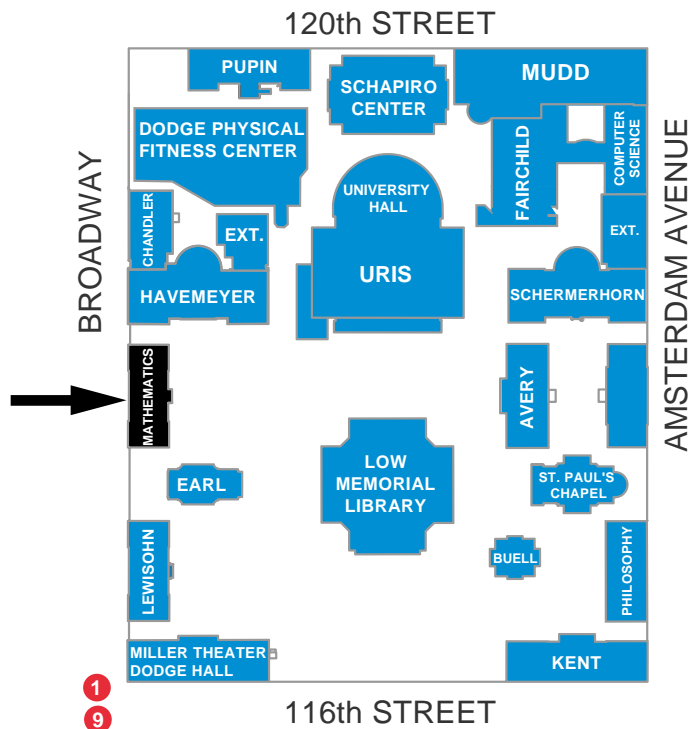 120th STREET
PUPIN
SCHAPIRO
CENTER
MUDD
DODGE PHYSICAL
FITNESS CENTER
COMPUTER
SCIENCE
FAIRCHILD
UNIVERSITY
HALL
CHANDLER
EXT.
EXT.
BROADWAY
AMSTERDAM AVENUE
URIS
HAVEMEYER
SCHERMERHORN
MATHEMATICS
AVERY
LOW
MEMORIAL
LIBRARY
EARL
ST. PAUL'S
CHAPEL
LEWISOHN
BUELL
PHILOSOPHY
MILLER THEATER
DODGE HALL
KENT
1
9
116th STREET